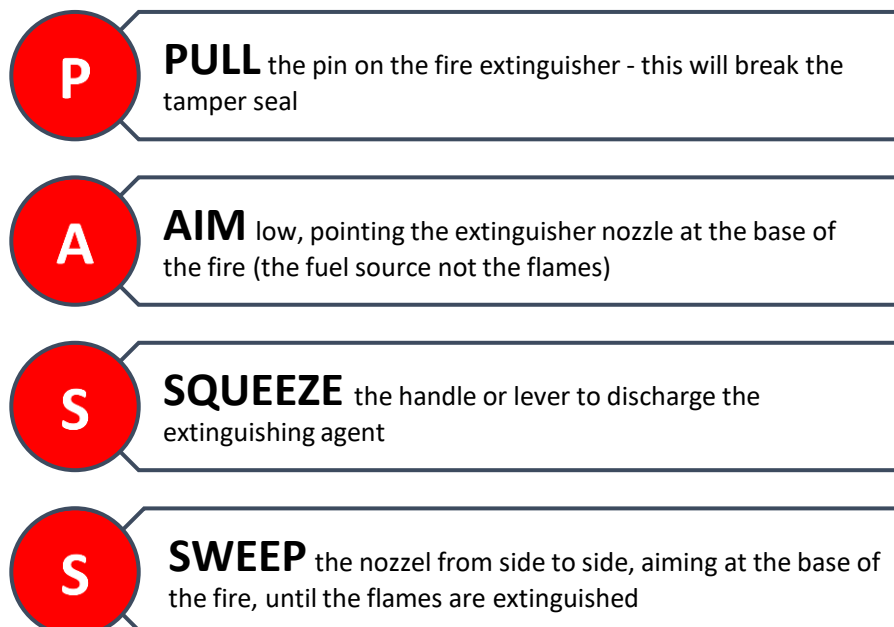 P
PULL the pin on the fire extinguisher - this will break the
tamper seal
A
AIM low, pointing the extinguisher nozzle at the base of
the fire (the fuel source not the flames)
S
SQUEEZE the handle or lever to discharge the
extinguishing agent
S
SWEEP the nozzel from side to side, aiming at the base of
the fire, until the flames are extinguished